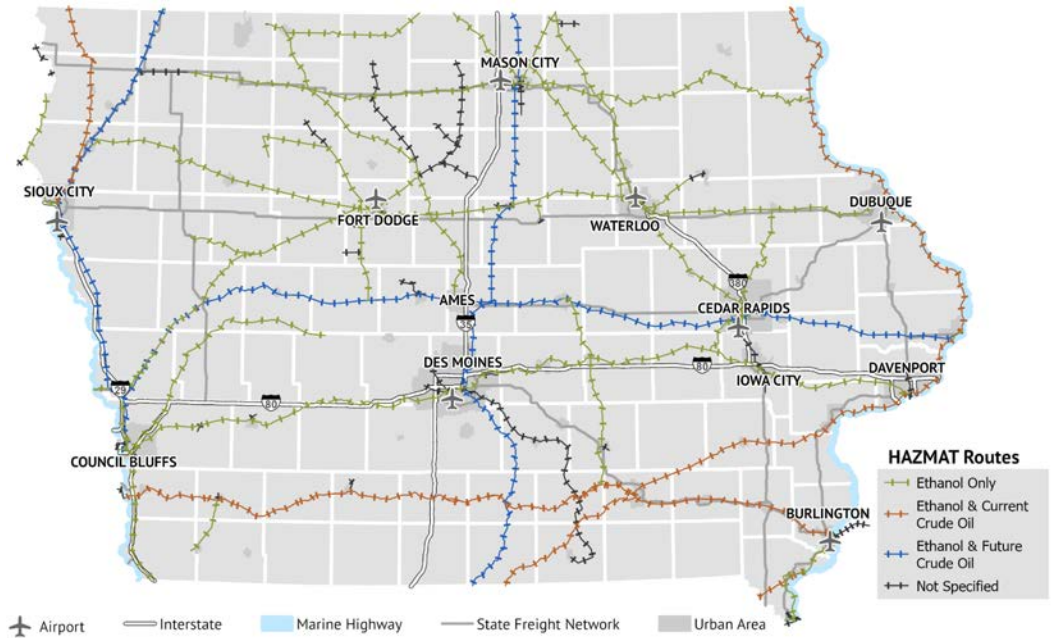 MASON CITY
SIOUX CITY
FORT DODGE
WATERLOO
DUBUQUE
380
AMES
CEDAR RAPIDS
35
DES MOINES
80
IOWA CITY
DAVENPORT
29
80
COUNCIL BLUFFS
BURLINGTON
HAZMAT Routes
Ethanol Only
Ethanol & Current
Crude Oil
Ethanol & Future
Crude Oil
Not Specified
Airport
Interstate
Marine Highway
State Freight Network
Urban Area